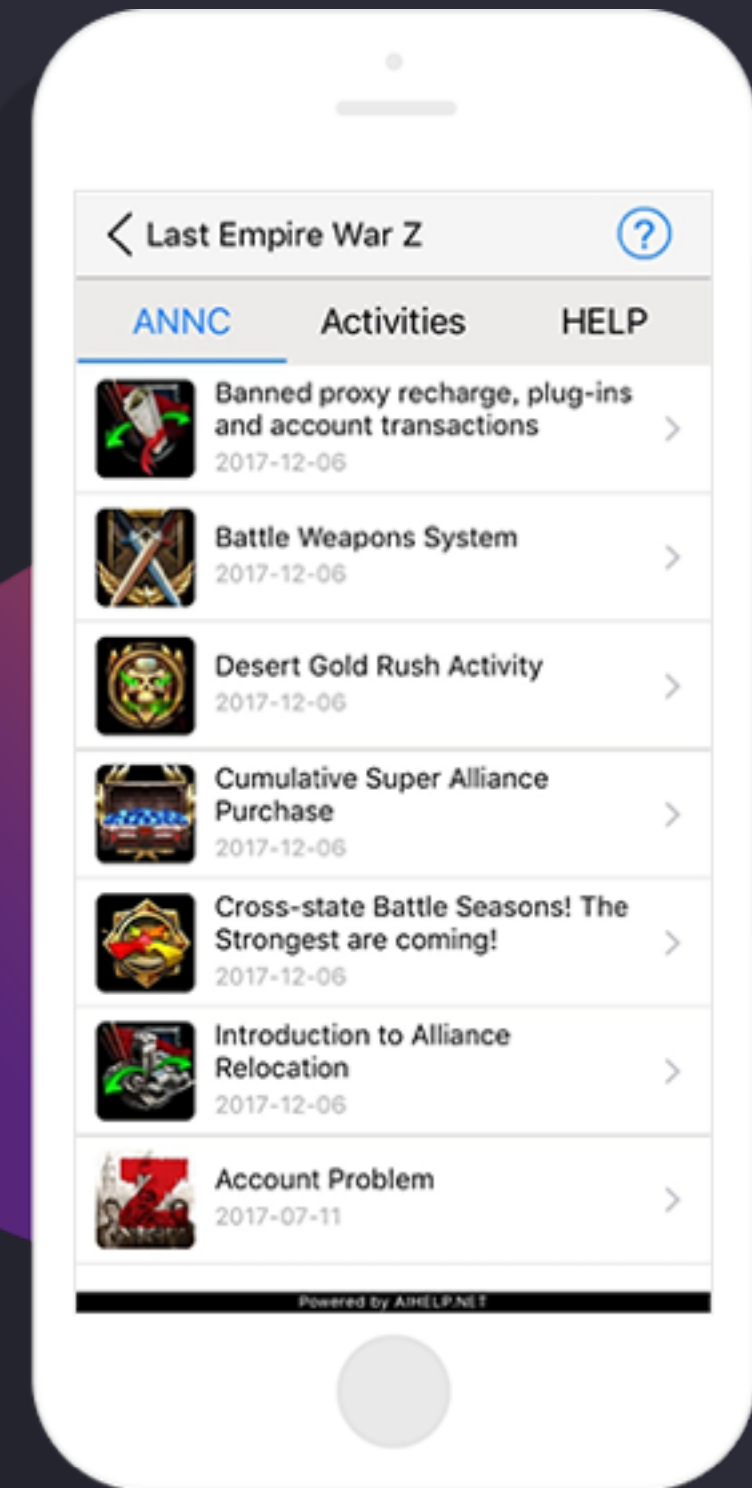 Last Empire War Z
?
ANNC Activities HELP
Banned proxy recharge, plug-ins
and account transactions
2017-12-06
Battle Weapons System
2017-12-06
Desert Gold Rush Activity
2017-12-06
Cumulative Super Alliance
Purchase
2017-12-06
Cross-state Battle Seasons! The
Strongest are coming!
2017-12-06
Introduction to Alliance
Relocation
2017-12-06
Z
Account Problem
2017-07-11
Powered by AIHELP.NET